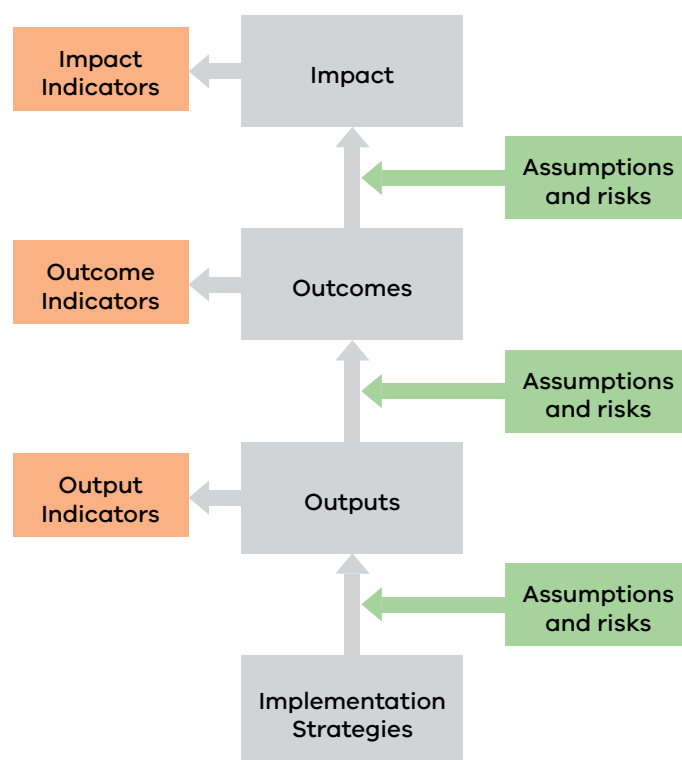 Impact
Indicators
Impact
Assumptions
and risks
Outcome
Indicators
Outcomes
Assumptions
and risks
Output
Indicators
Outputs
Assumptions
and risks
Implementation
Strategies